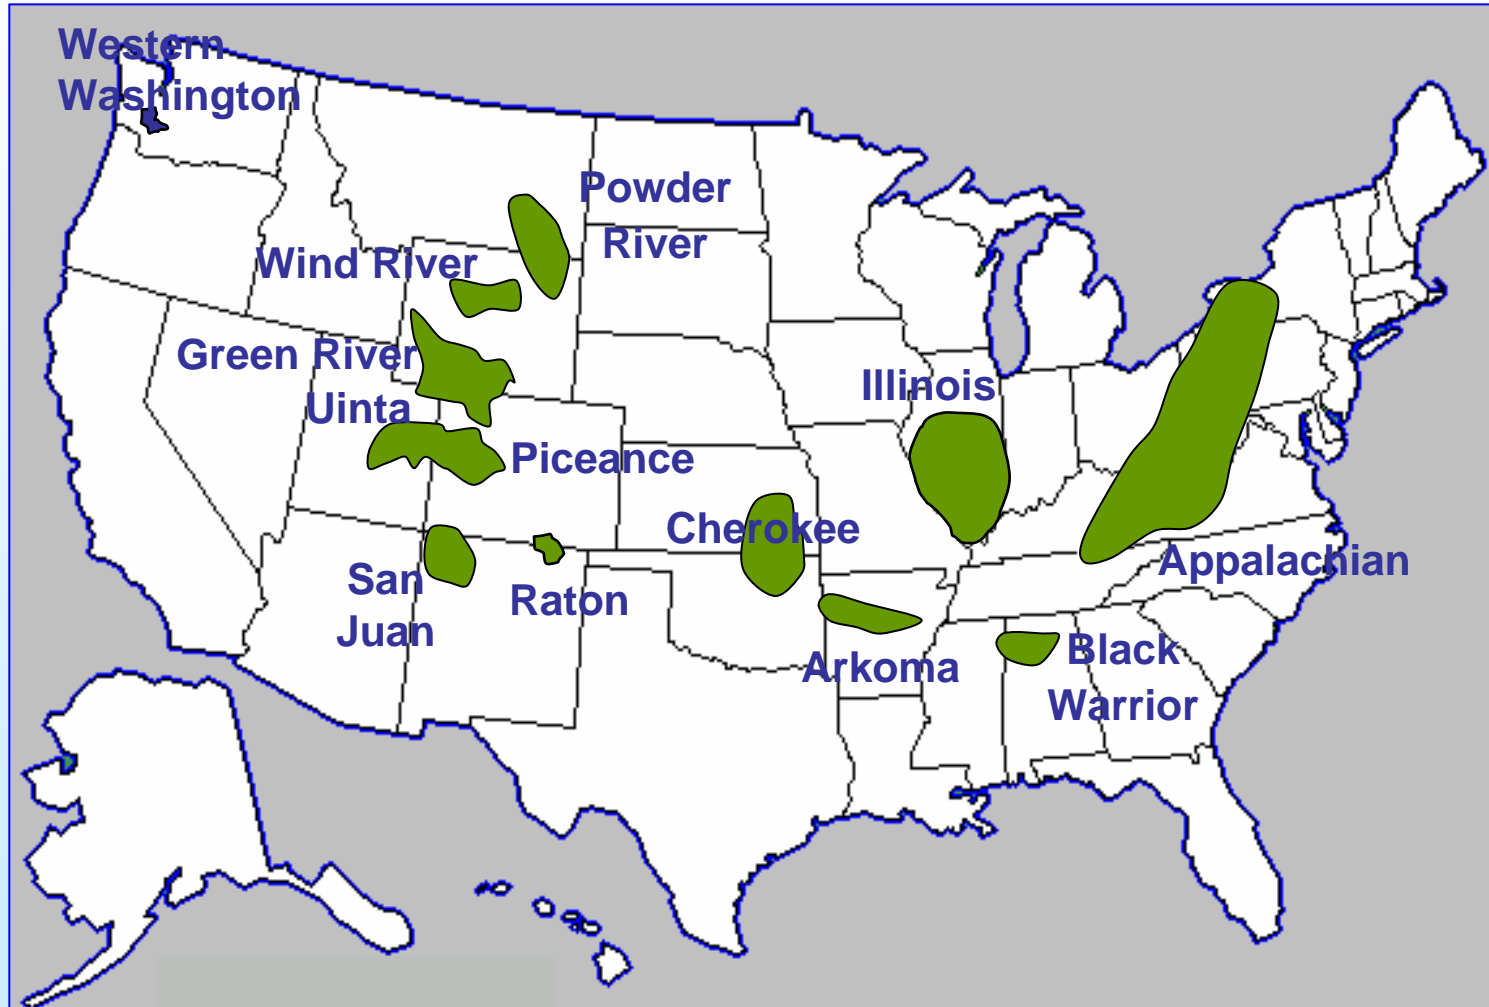 Western
Washington
Powder
River
Wind River
Green River
Uinta
Illinois
Piceance
Cherokee
Appalachian
San
Juan
Raton
Arkoma
Black
Warrior